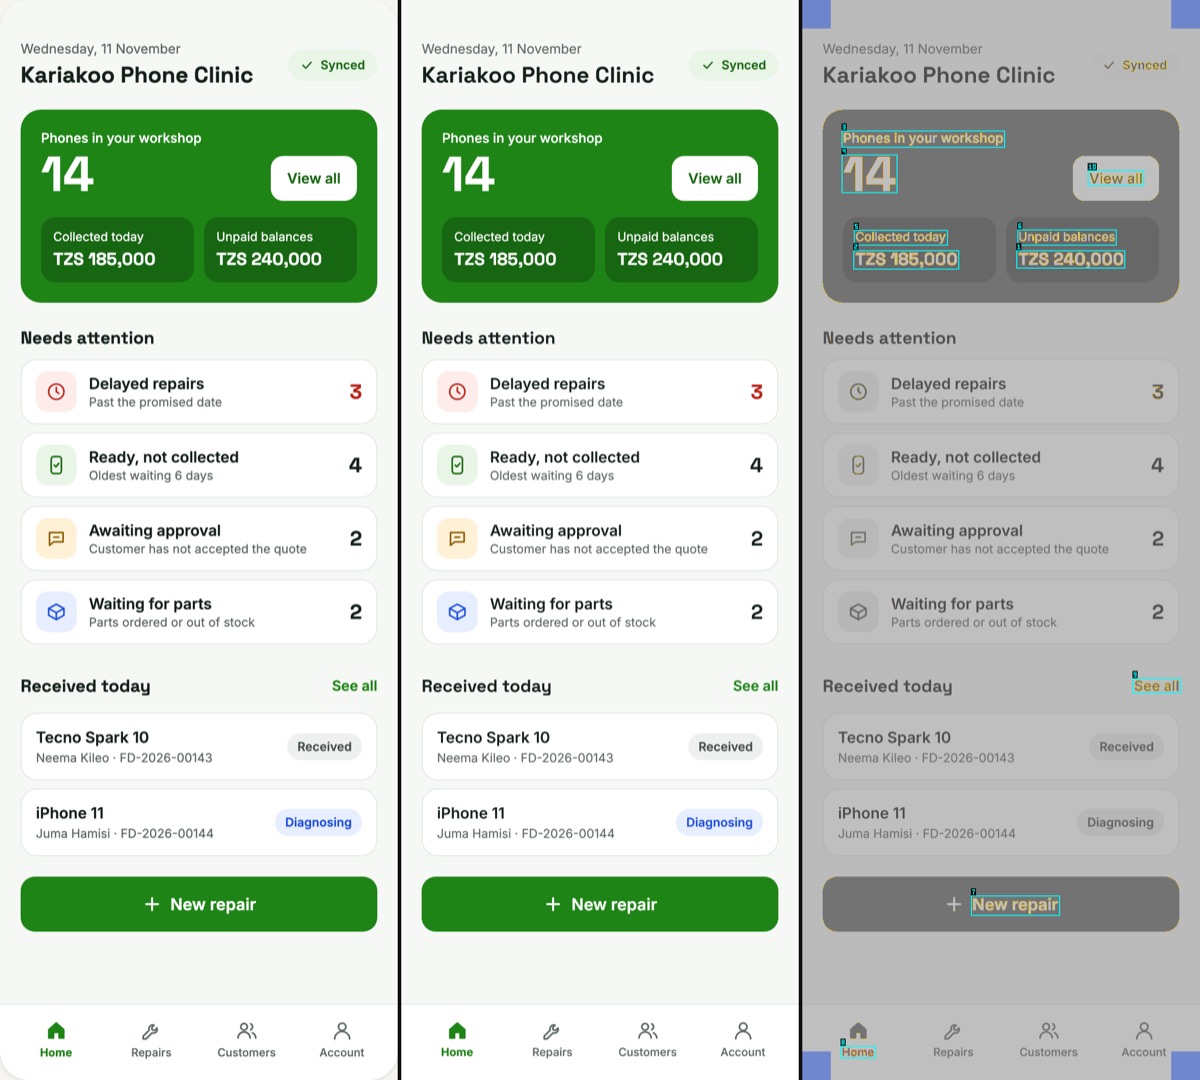 Wednesday, 11 November
Kariakoo Phone Clinic
Synced
Phones in your workshop
14
View all
Collected today
TZS 185,000
Unpaid balances
TZS 240,000
Needs attention
Delayed repairs
Past the promised date
3
Ready, not collected
Oldest waiting 6 days
4
Awaiting approval
Customer has not accepted the quote
2
Waiting for parts
Parts ordered or out of stock
2
Received today
See all
Tecno Spark 10
Neema Kileo · FD-2026-00143
Received
iPhone 11
Juma Hamisi · FD-2026-00144
Diagnosing
+ New repair
Home
Repairs
Customers
Account
Wednesday, 11 November
Kariakoo Phone Clinic
Synced
Phones in your workshop
14
View all
Collected today
TZS 185,000
Unpaid balances
TZS 240,000
Needs attention
Delayed repairs
Past the promised date
3
Ready, not collected
Oldest waiting 6 days
4
Awaiting approval
Customer has not accepted the quote
2
Waiting for parts
Parts ordered or out of stock
2
Received today
See all
Tecno Spark 10
Neema Kileo · FD-2026-00143
Received
iPhone 11
Juma Hamisi · FD-2026-00144
Diagnosing
+ New repair
Home
Repairs
Customers
Account
Wednesday, 11 November
Kariakoo Phone Clinic
Synced
Phones in your workshop
14
10
View all
Collected today
TZS 185,000
Unpaid balances
TZS 240,000
Needs attention
Delayed repairs
Past the promised date
3
Ready, not collected
Oldest waiting 6 days
4
Awaiting approval
Customer has not accepted the quote
2
Waiting for parts
Parts ordered or out of stock
2
Received today
See all
Tecno Spark 10
Neema Kileo · FD-2026-00143
Received
iPhone 11
Juma Hamisi · FD-2026-00144
Diagnosing
+ New repair
Home
Repairs
Customers
Account